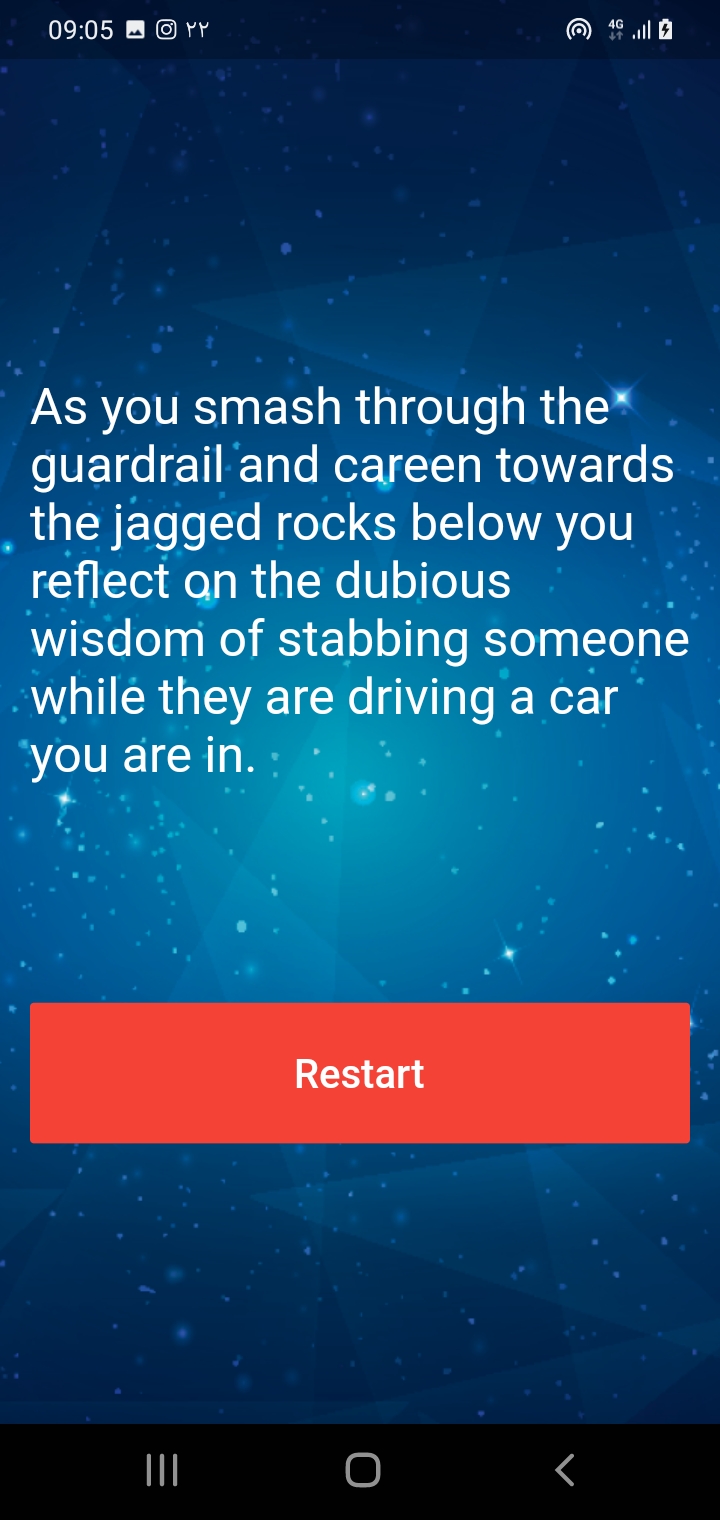 09:05 ٢٢ 4G
As you smash through the
guardrail and careen towards
the jagged rocks below you
reflect on the dubious
wisdom of stabbing someone
while they are driving a car
you are in.
Restart